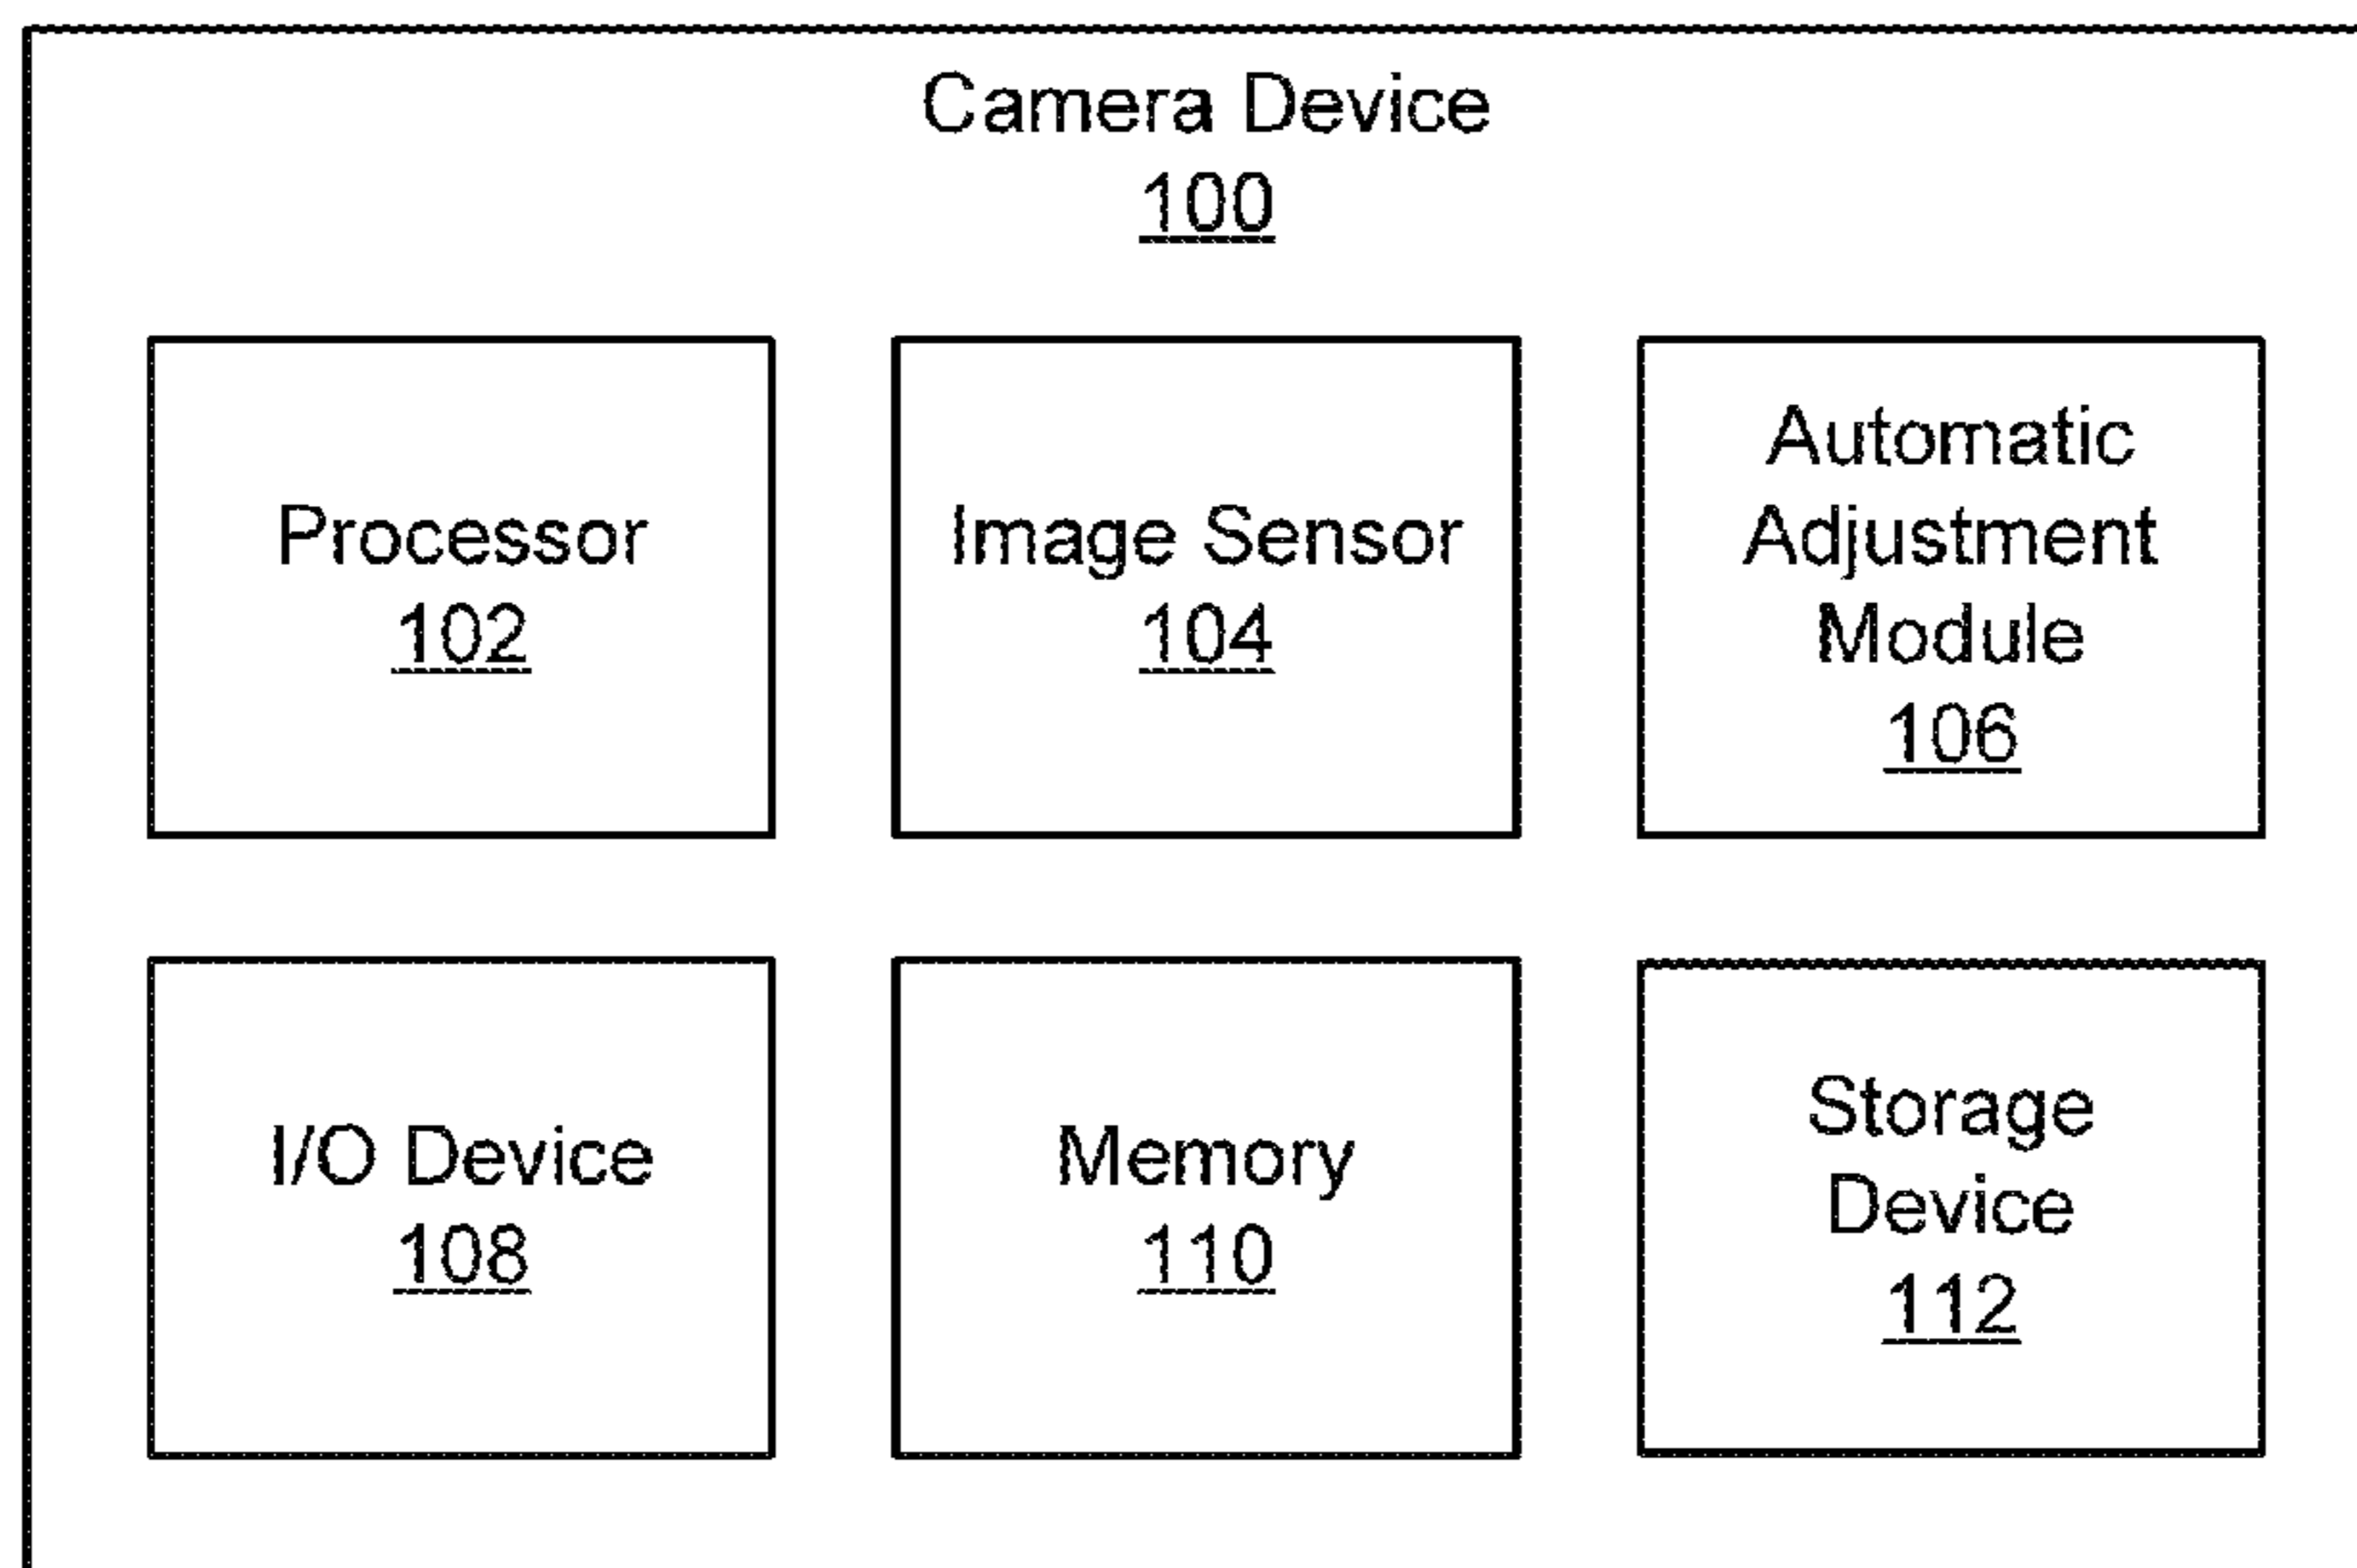 Camera Device
100
Processor
102
Image Sensor
104
Automatic
Adjustment
Module
106
I/O Device
108
Memory
110
Storage
Device
112